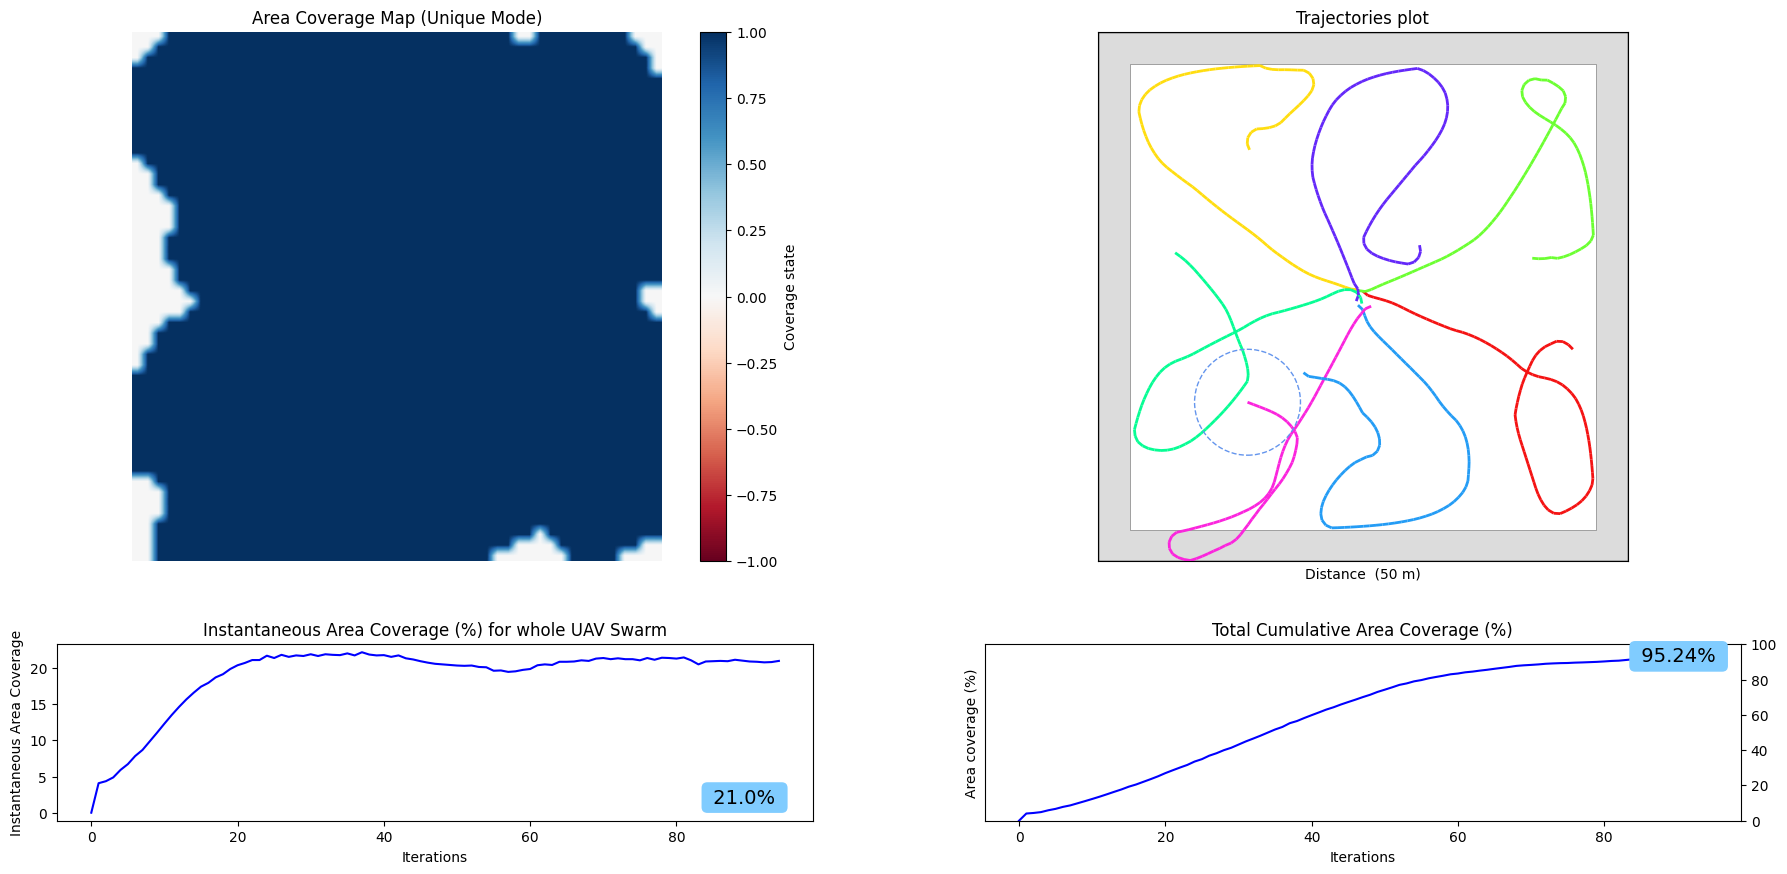 Area Coverage Map (Unique Mode)
1.00
0.75
0.50
0.25
0.00
−0.25
−0.50
−0.75
−1.00
Coverage state
Trajectories plot
Distance  (50 m)
Instantaneous Area Coverage (%) for whole UAV Swarm
Instantaneous Area Coverage
20
15
10
5
0
21.0%
0 20 40 60 80
Iterations
Total Cumulative Area Coverage (%)
Area coverage (%)
95.24%
100
80
60
40
20
0
0 20 40 60 80
Iterations